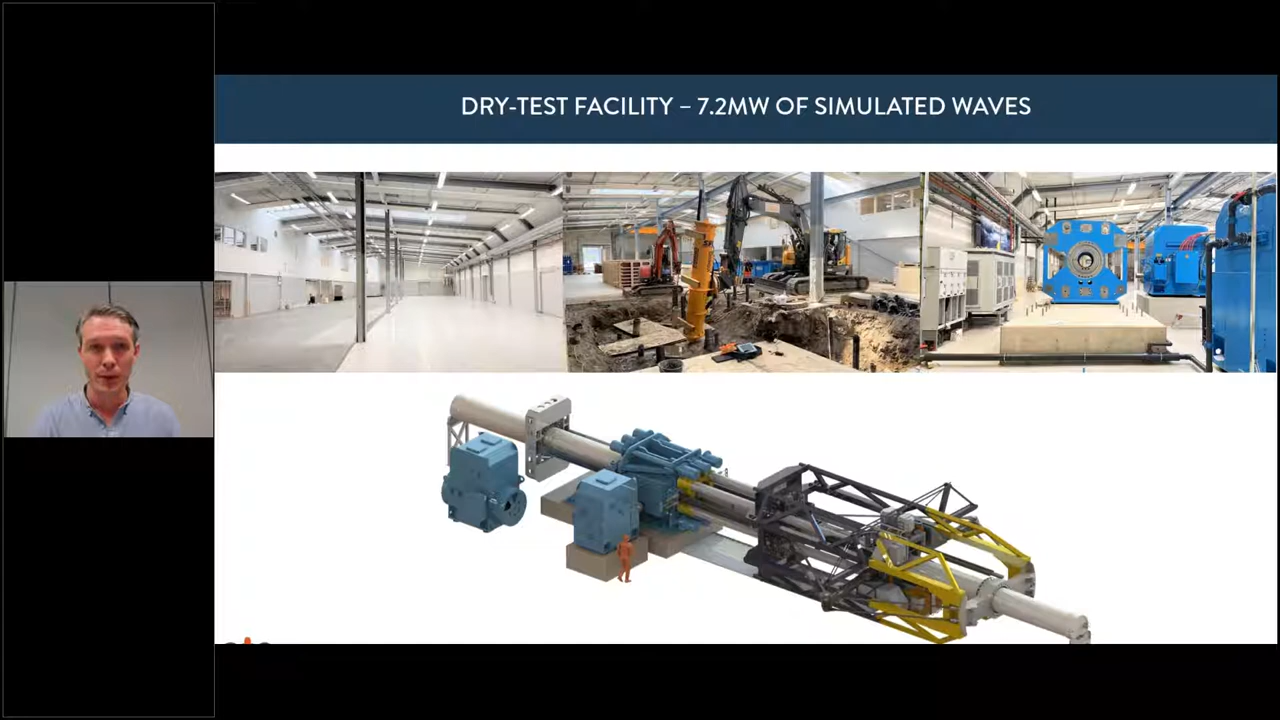 DRY-TEST FACILITY – 7.2MW OF SIMULATED WAVES